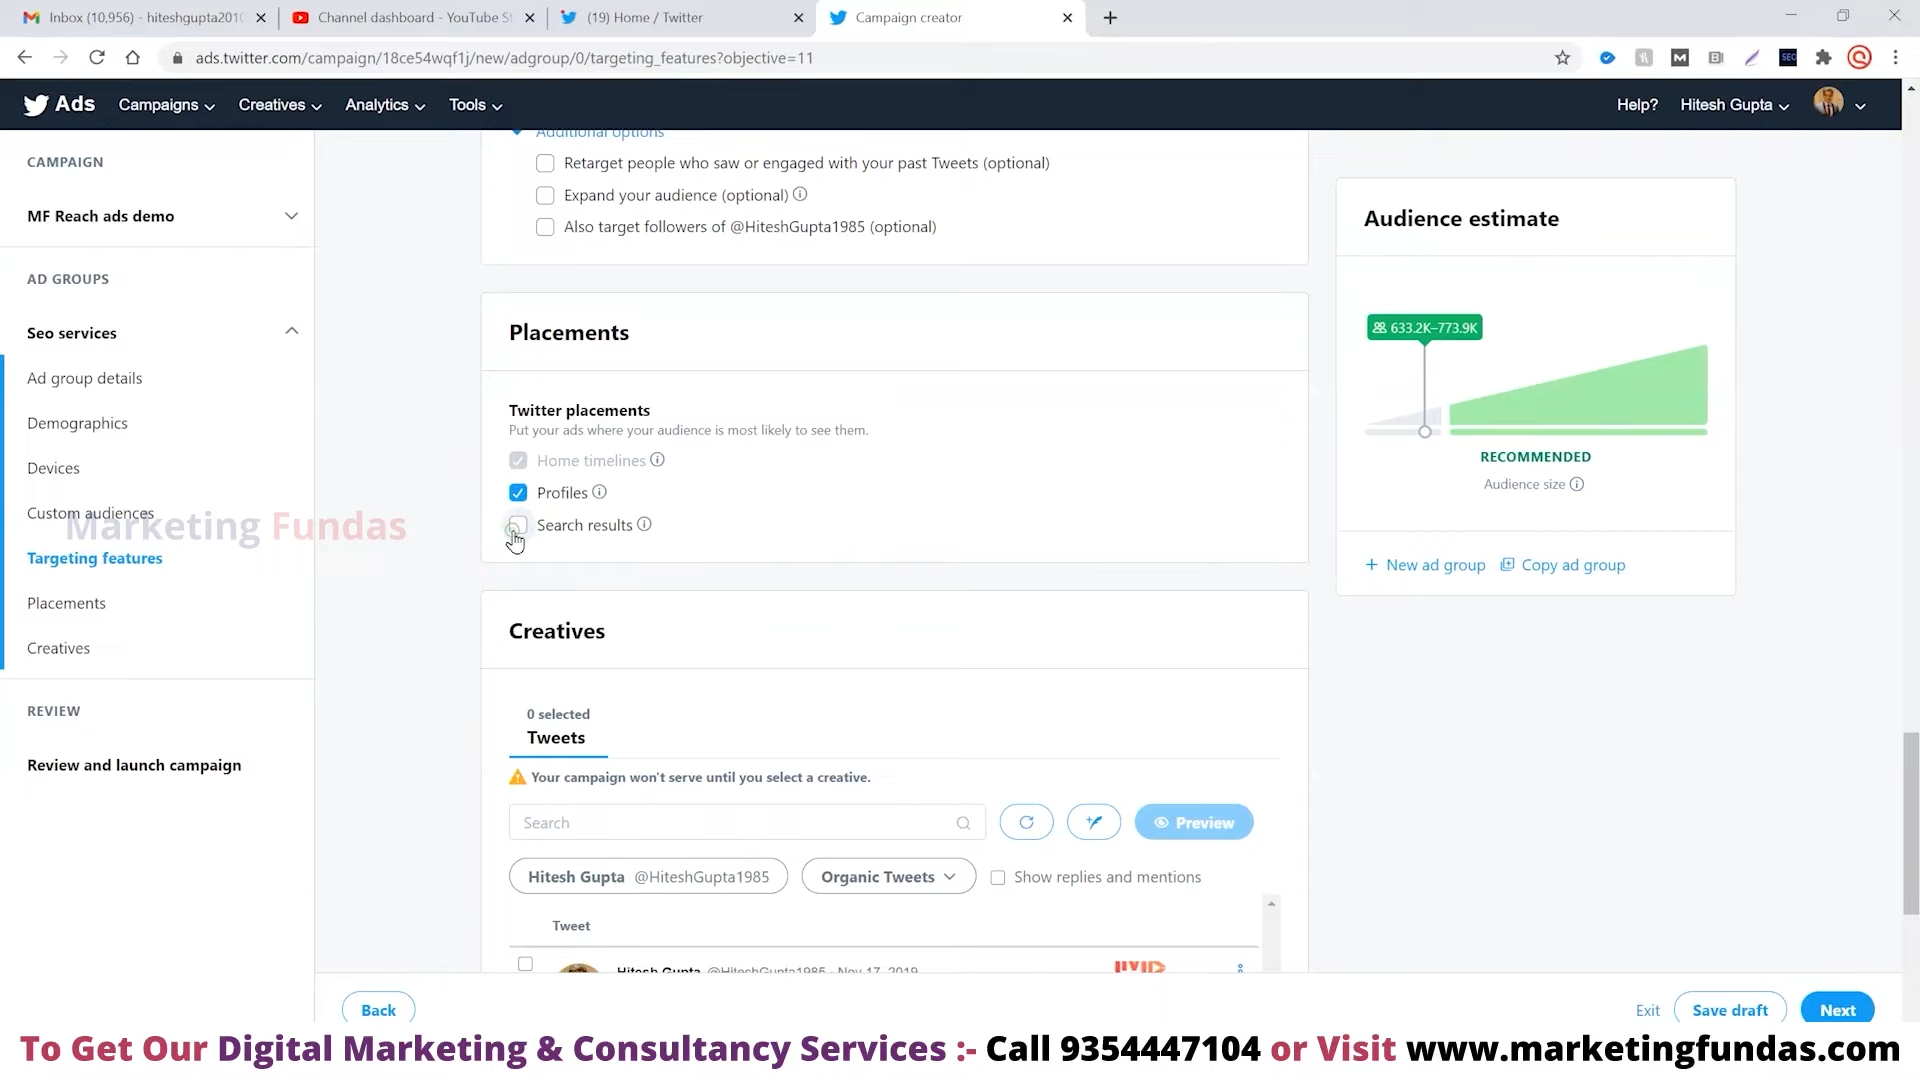 Inbox (10,956) - hiteshgupta201
Channel dashboard - YouTube St
(19) Home / Twitter
Campaign creator
ads.twitter.com/campaign/18ce54wqf1j/new/adgroup/0/targeting_features?objective=11
Ads
Campaigns
Creatives
Analytics
Tools
Help?
Hitesh Gupta
CAMPAIGN
MF Reach ads demo
AD GROUPS
Seo services
Ad group details
Demographics
Devices
Custom audiences
Marketing Fundas
Targeting features
Placements
Creatives
REVIEW
Review and launch campaign
Additional options
Retarget people who saw or engaged with your past Tweets (optional)
Expand your audience (optional)
Also target followers of @HiteshGupta1985 (optional)
Placements
Twitter placements
Put your ads where your audience is most likely to see them.
Home timelines
Profiles
Search results
Creatives
0 selected
Tweets
Your campaign won't serve until you select a creative.
Search
Preview
Hitesh Gupta @HiteshGupta1985
Organic Tweets
Show replies and mentions
Tweet
Hitesh Gupta @HiteshGupta1985 - Nov 17, 2019
Audience estimate
633.2K–773.9K
RECOMMENDED
Audience size
+ New ad group
Copy ad group
Back
Exit
Save draft
Next
To Get Our Digital Marketing & Consultancy Services :- Call 9354447104 or Visit www.marketingfundas.com